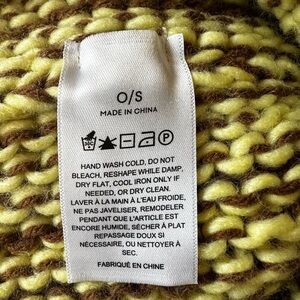 O/S
MADE IN CHINA
P
HAND WASH COLD, DO NOT
BLEACH, RESHAPE WHILE DAMP,
DRY FLAT, COOL IRON ONLY IF
NEEDED, OR DRY CLEAN.
LAVER À LA MAIN À L'EAU FROIDE,
NE PAS JAVELISER, REMODELER
PENDANT QUE L'ARTICLE EST
ENCORE HUMIDE, SÉCHER À PLAT
REPASSAGE DOUX SI
NÉCESSAIRE, OU NETTOYER À
SEC.
FABRIQUÉ EN CHINE